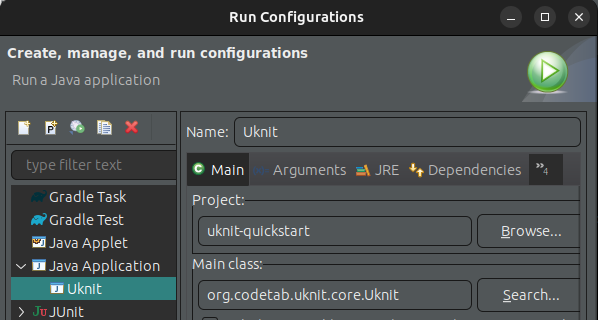 Run Configurations
Create, manage, and run configurations
Run a Java application
Name: Uknit
type filter text
Main Arguments JRE Dependencies »4
Gradle Task
Gradle Test
Java Applet
Java Application
Uknit
JUnit
Project:
uknit-quickstart Browse...
Main class:
org.codetab.uknit.core.Uknit Search...